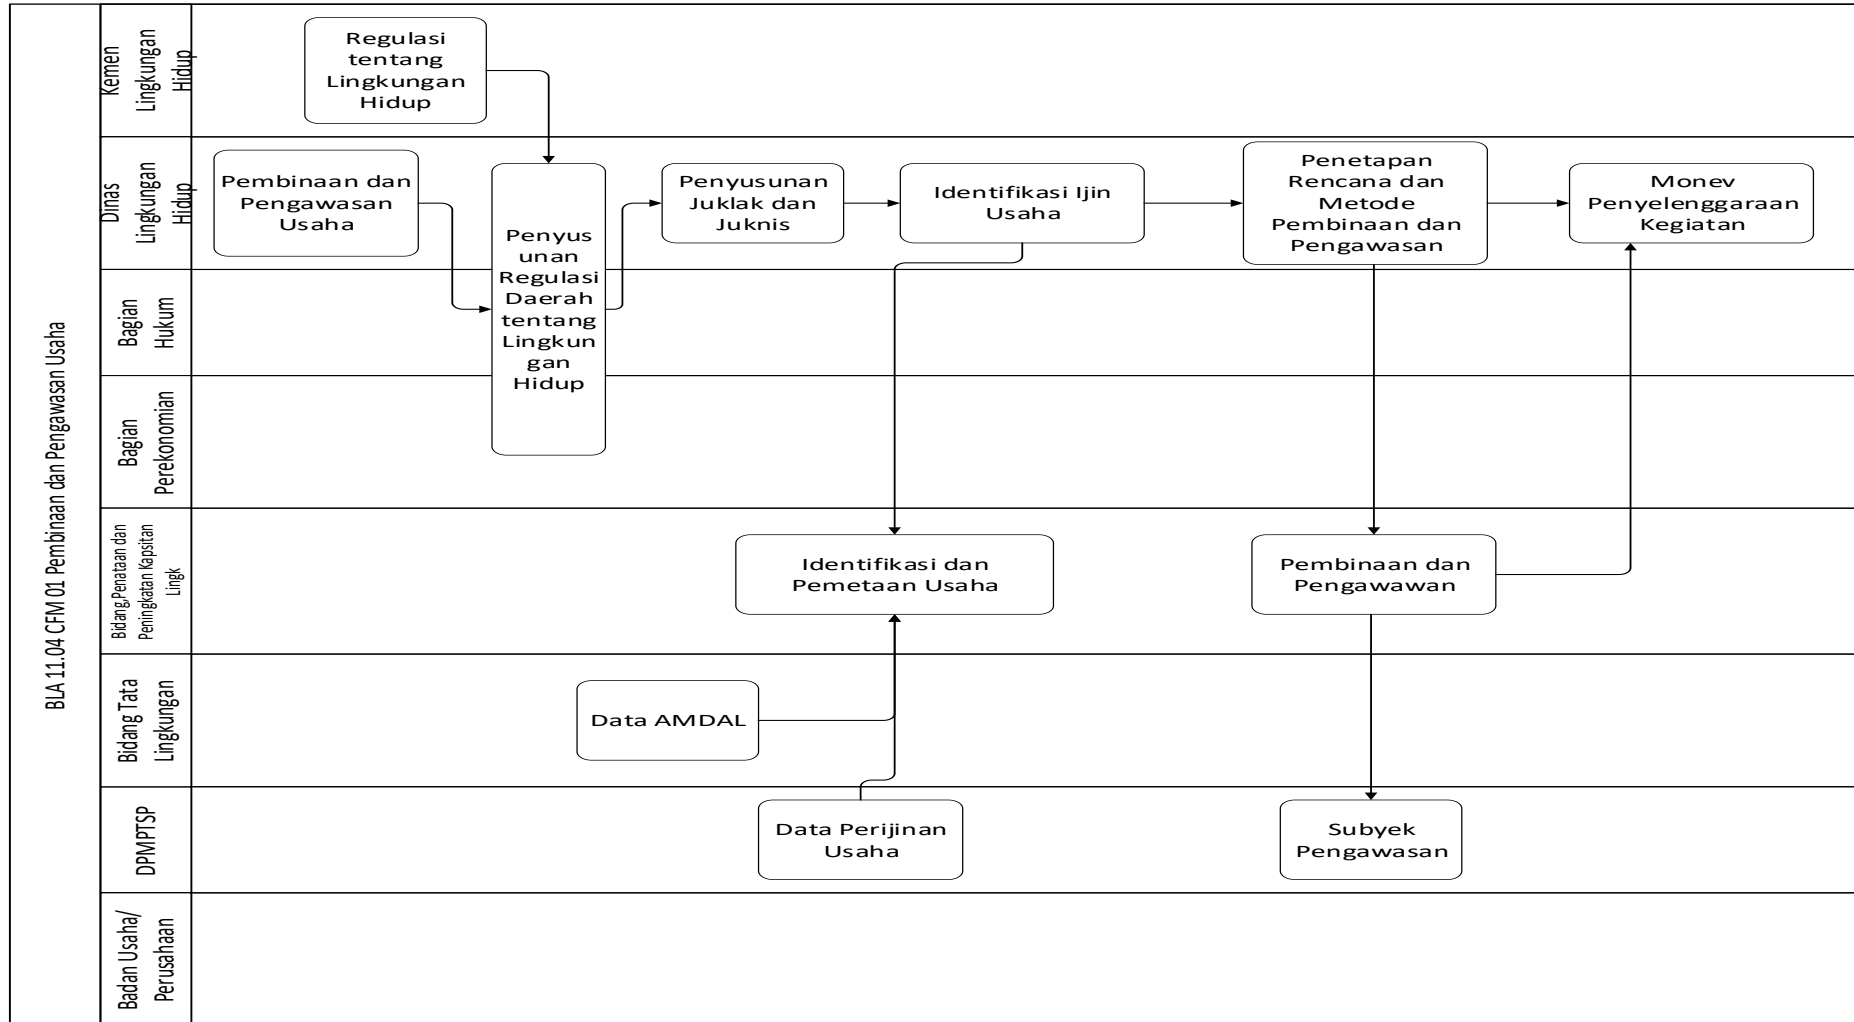 BLA 11.04 CFM 01 Pembinaan dan Pengawasan Usaha
Kemen
Lingkungan
Hidup
Regulasi
tentang
Lingkungan
Hidup
Dinas
Lingkungan
Hidup
Pembinaan dan
Pengawasan
Usaha
Penyus
unan
Regulasi
Daerah
tentang
Lingkun
gan
Hidup
Penyusunan
Juklak dan
Juknis
Identifikasi Ijin
Usaha
Penetapan
Rencana dan
Metode
Pembinaan dan
Pengawasan
Monev
Penyelenggaraan
Kegiatan
Bagian
Hukum
Bagian
Perekonomian
Bidang,Penataan dan
Peningkatan Kapsitan
Lingk
Identifikasi dan
Pemetaan Usaha
Pembinaan dan
Pengawawan
Bidang Tata
Lingkungan
Data AMDAL
DPMPTSP
Data Perijinan
Usaha
Subyek
Pengawasan
Badan Usaha/
Perusahaan